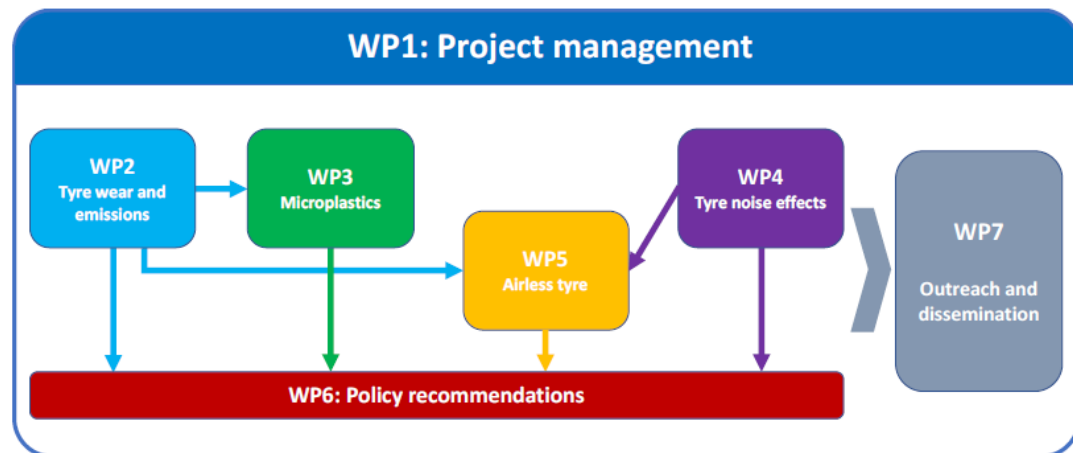 WP1: Project management
WP2
Tyre wear and
emissions
WP3
Microplastics
WP4
Tyre noise effects
WP5
Airless tyre
WP7
Outreach and
dissemination
WP6: Policy recommendations